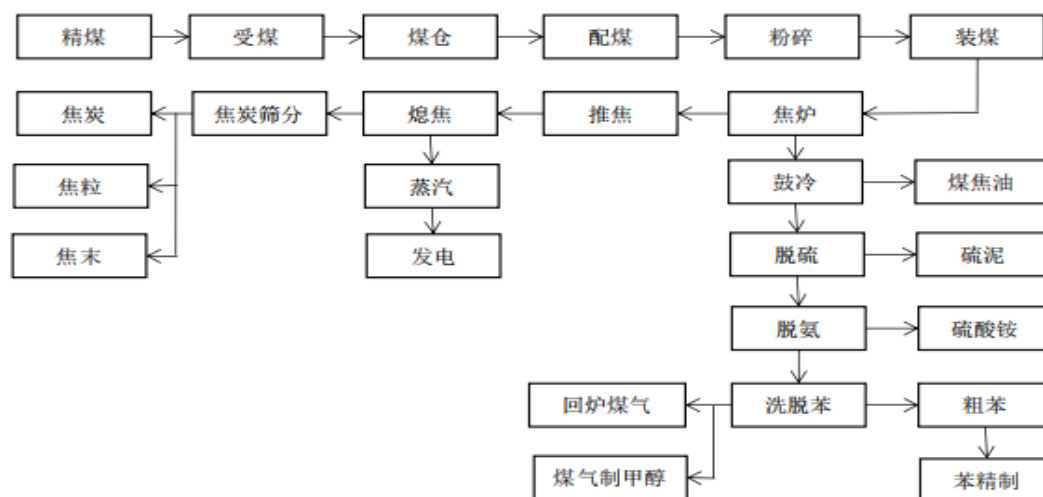 精煤
受煤
煤仓
配煤
粉碎
装煤
焦炭
焦炭筛分
熄焦
推焦
焦炉
焦粒
蒸汽
鼓冷
煤焦油
焦末
发电
脱硫
硫泥
脱氨
硫酸铵
回炉煤气
洗脱苯
粗苯
煤气制甲醇
苯精制